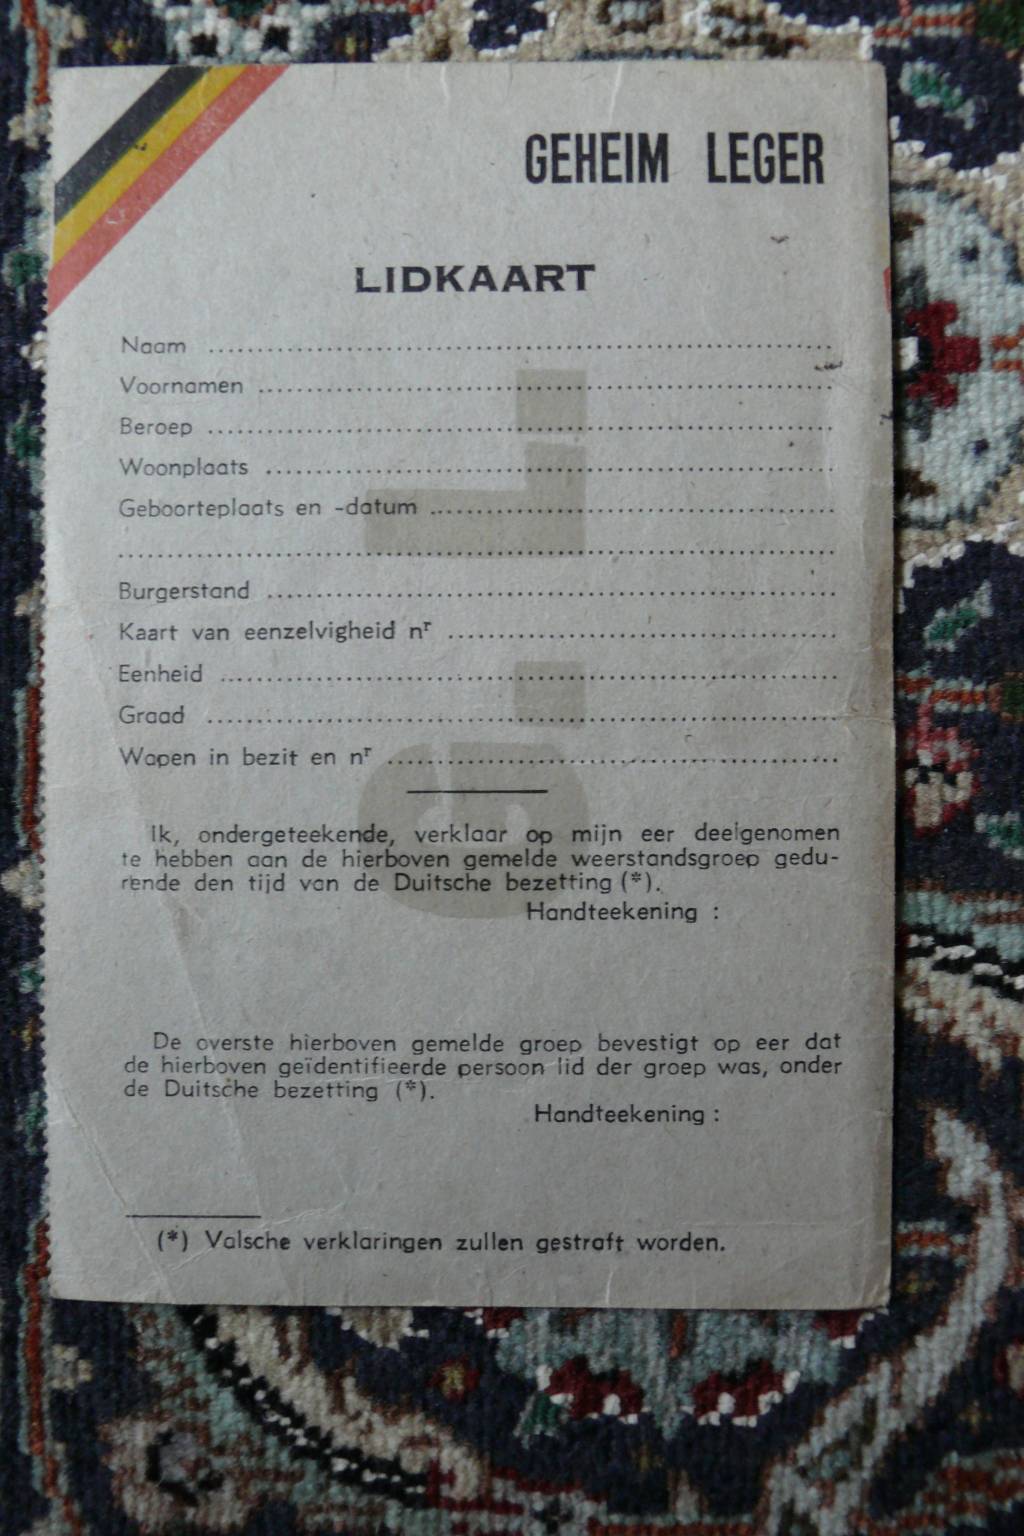 GEHEIM LEGER
LIDKAART
Naam ........................................
Voornamen ........................................
Beroep ........................................
Woonplaats ........................................
Geboorteplaats en -datum ........................................
........................................
Burgerstand ........................................
Kaart van eenzelvigheid nr ........................................
Eenheid ........................................
Graad ........................................
Wapen in bezit en nr ........................................
Ik, ondergeteekende, verklaar op mijn eer deelgenomen
te hebben aan de hierboven gemelde weerstandsgroep gedu-
rende den tijd van de Duitsche bezetting (*).
Handteekening :
De overste hierboven gemelde groep bevestigt op eer dat
de hierboven geïdentifieerde persoon lid der groep was, onder
de Duitsche bezetting (*).
Handteekening :
(*) Valsche verklaringen zullen gestraft worden.
G.L.